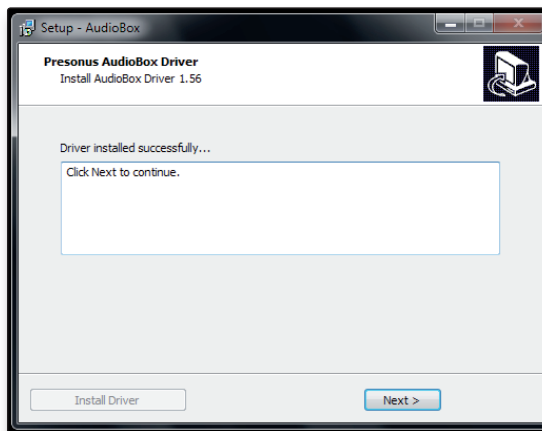 Setup - AudioBox
Presonus AudioBox Driver
Install AudioBox Driver 1.56
Driver installed successfully...
Click Next to continue.
Install Driver
Next >